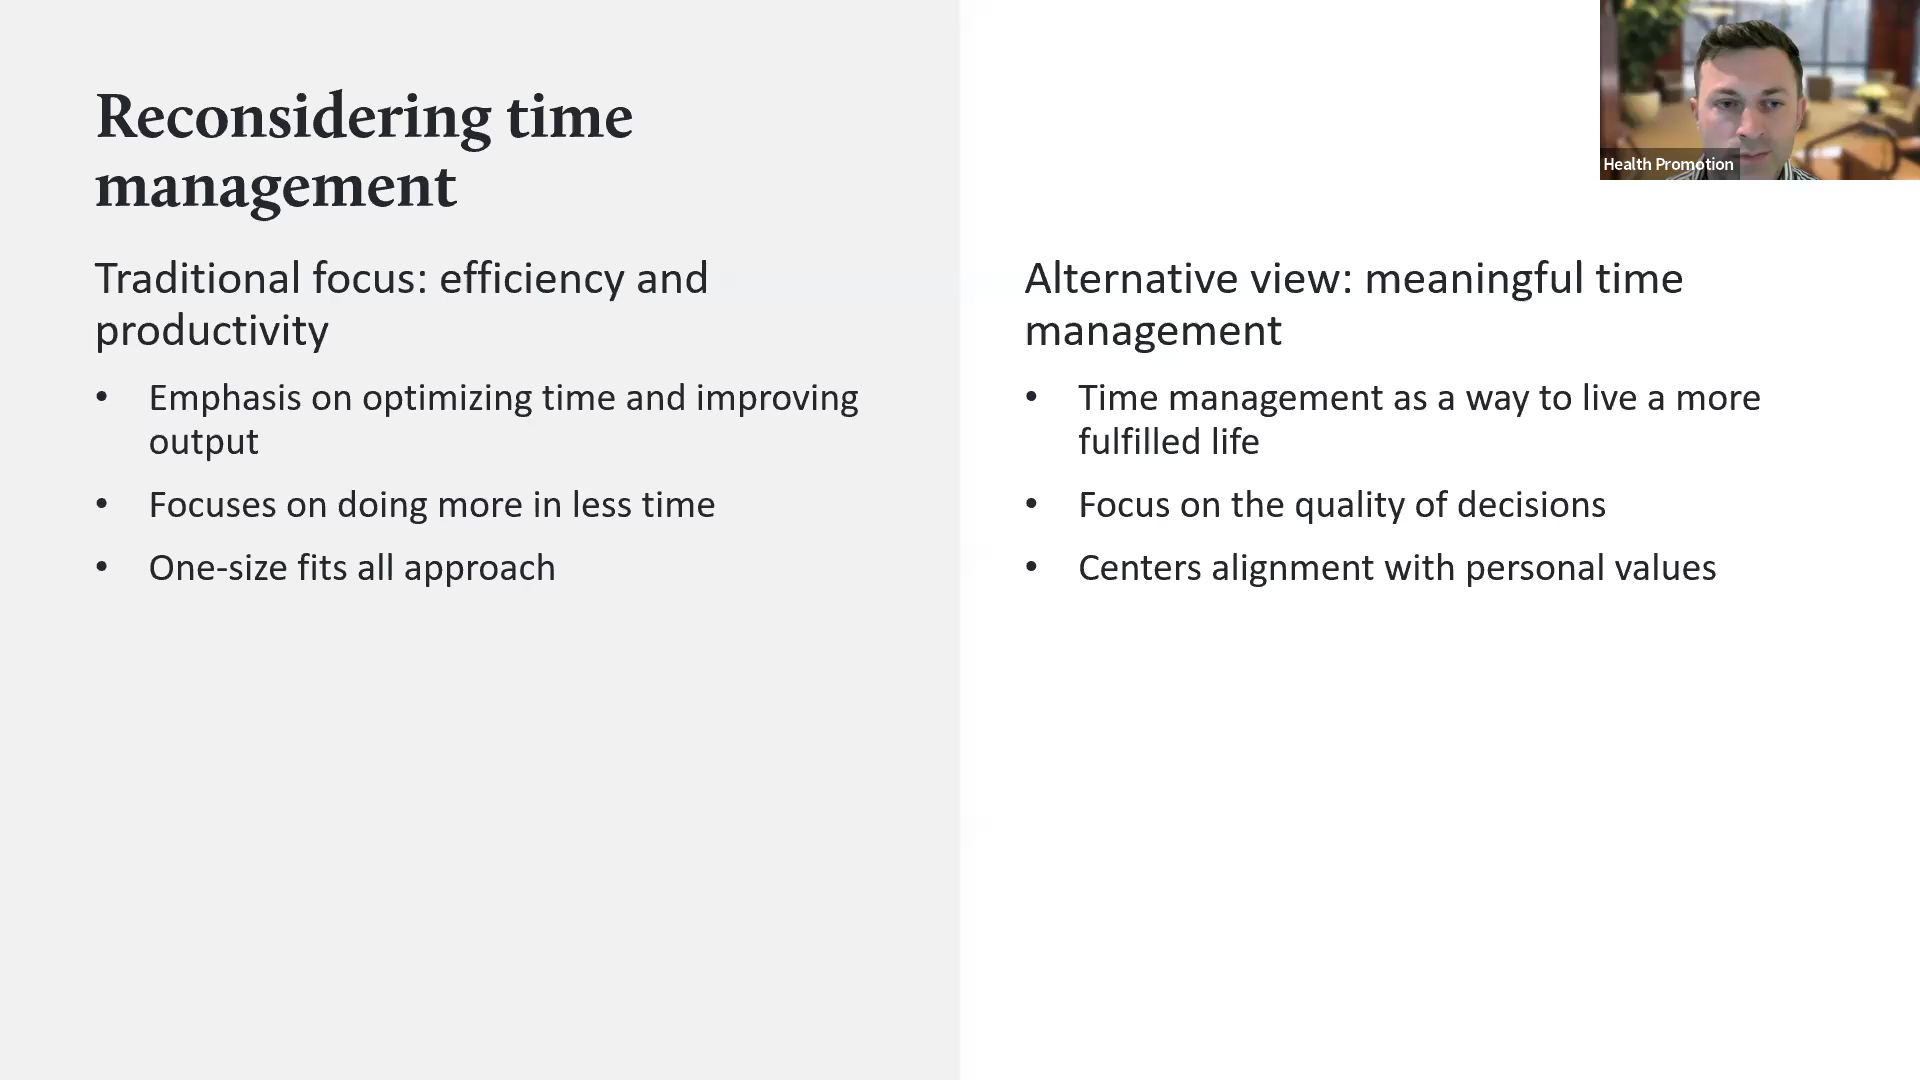 Reconsidering time
management
Traditional focus: efficiency and
productivity
• Emphasis on optimizing time and improving
output
• Focuses on doing more in less time
• One-size fits all approach
Alternative view: meaningful time
management
• Time management as a way to live a more
fulfilled life
• Focus on the quality of decisions
• Centers alignment with personal values
Health Promotion